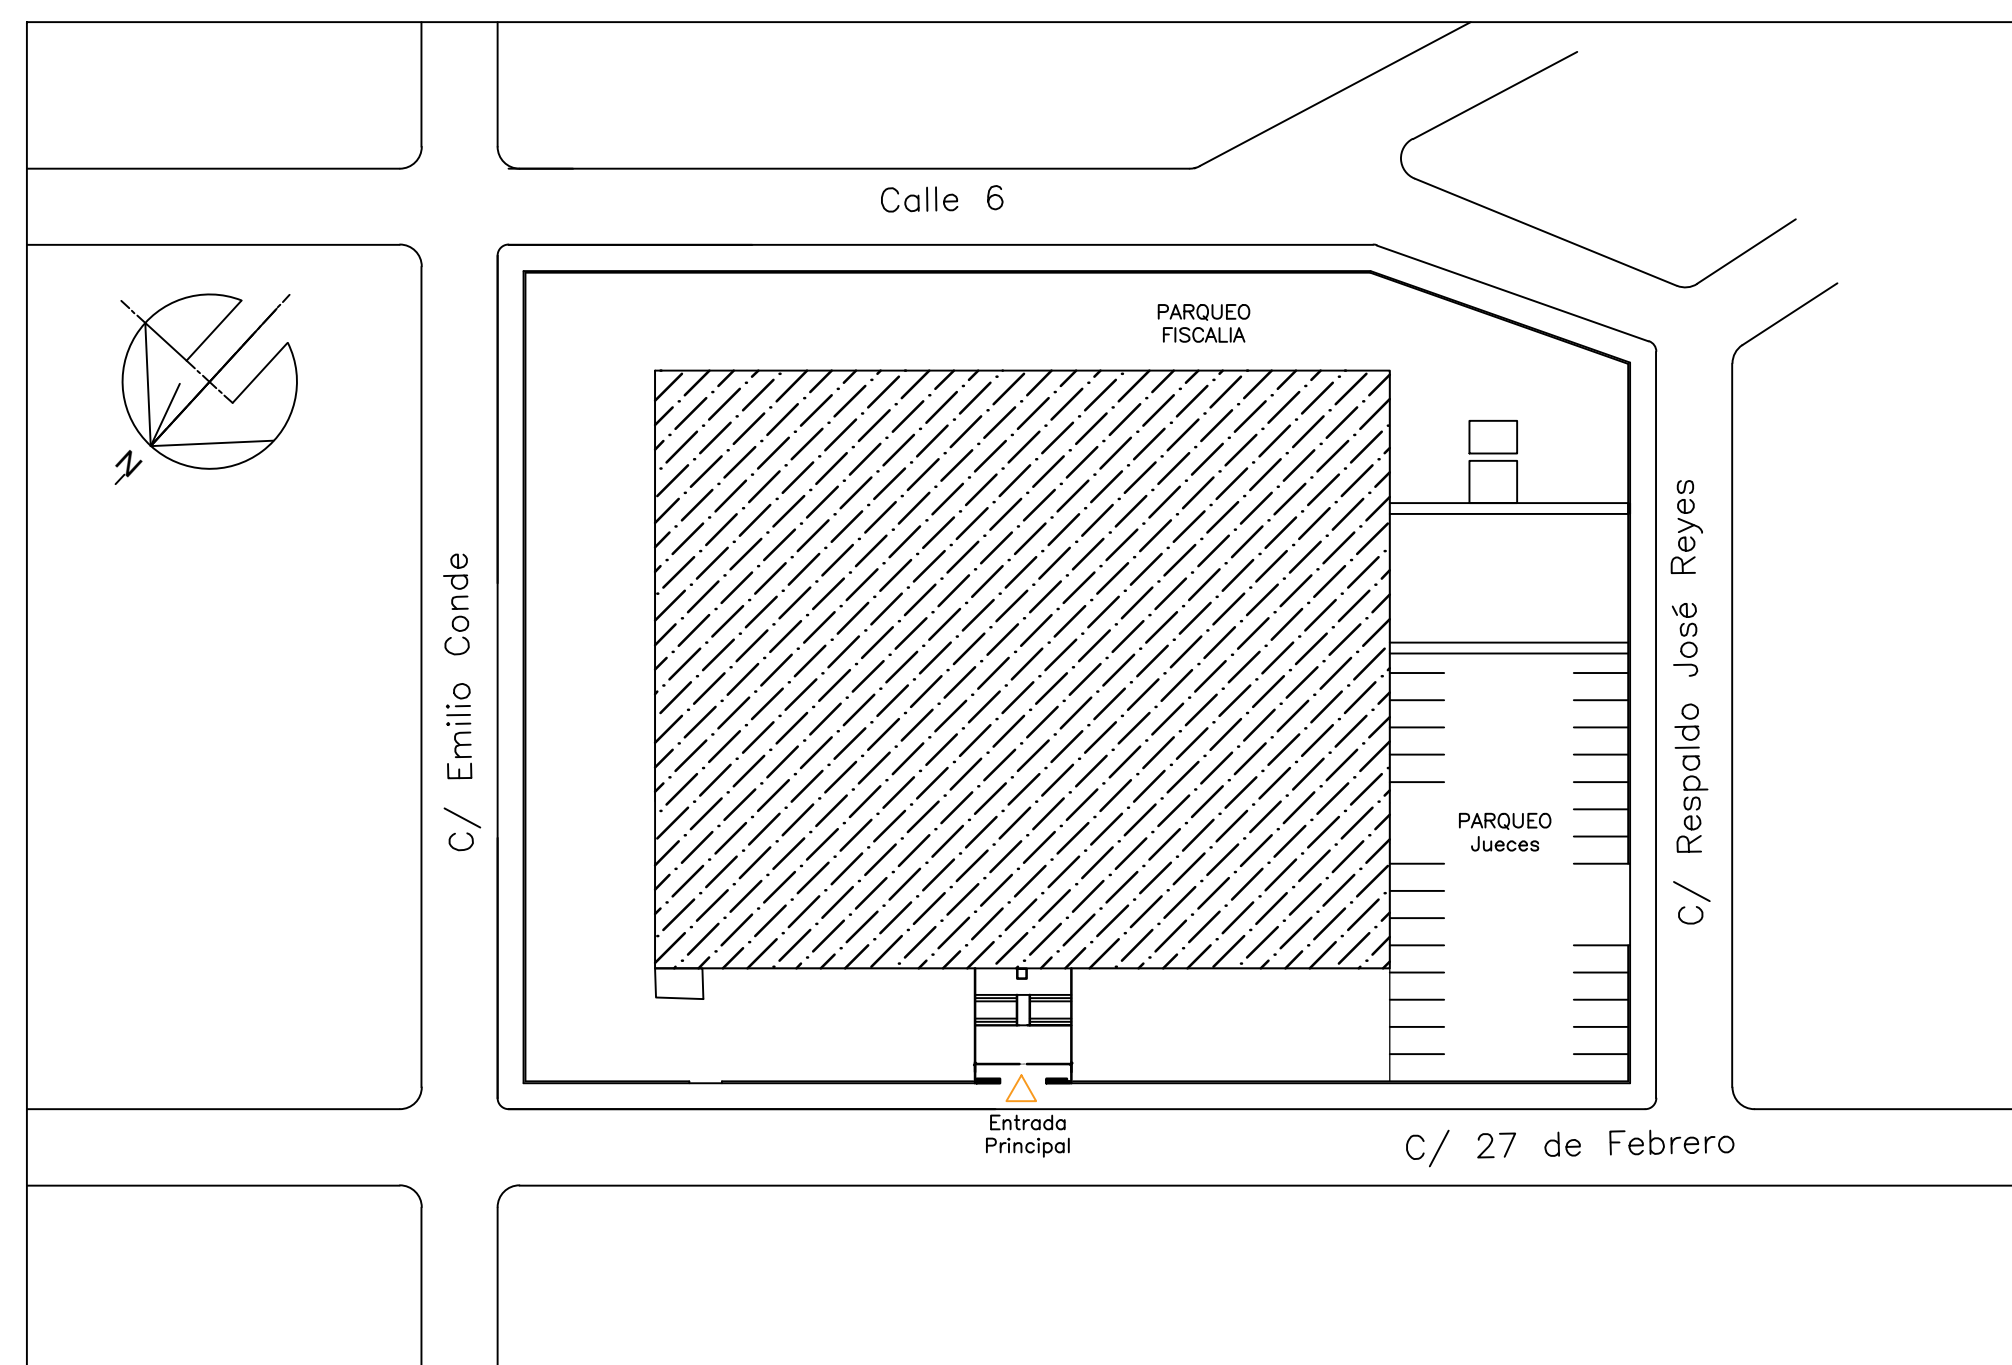 Calle 6
PARQUEO
FISCALIA
N
C/ Emilio Conde
C/ Respaldo José Reyes
PARQUEO
Jueces
Entrada
Principal
C/ 27 de Febrero